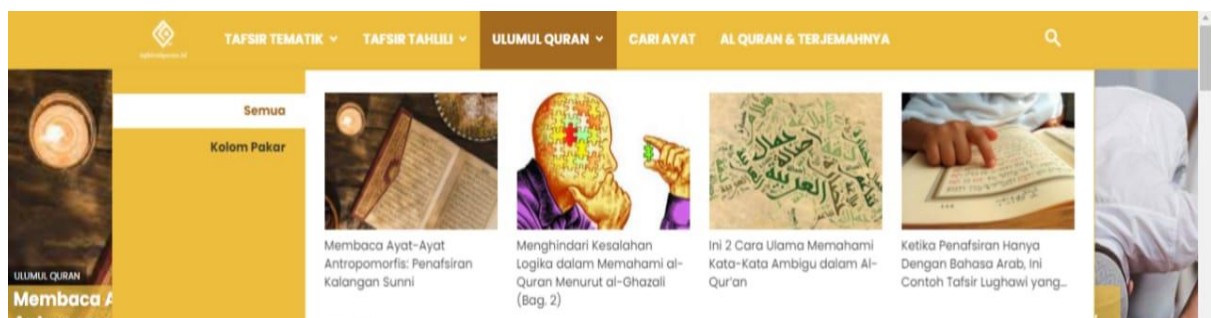 TAFSIR TEMATIK
TAFSIR TAHLILI
ULUMUL QURAN
CARI AYAT
AL QURAN & TERJEMAHNYA
Semua
Kolom Pakar
Membaca Ayat-Ayat
Antropomorfis: Penafsiran
Kalangan Sunni
Menghindari Kesalahan
Logika dalam Memahami al-
Quran Menurut al-Ghazali
(Bag. 2)
Ini 2 Cara Ulama Memahami
Kata-Kata Ambigu dalam Al-
Qur'an
Ketika Penafsiran Hanya
Dengan Bahasa Arab, Ini
Contoh Tafsir Lughawi yang...
ULUMUL QURAN
Membaca A